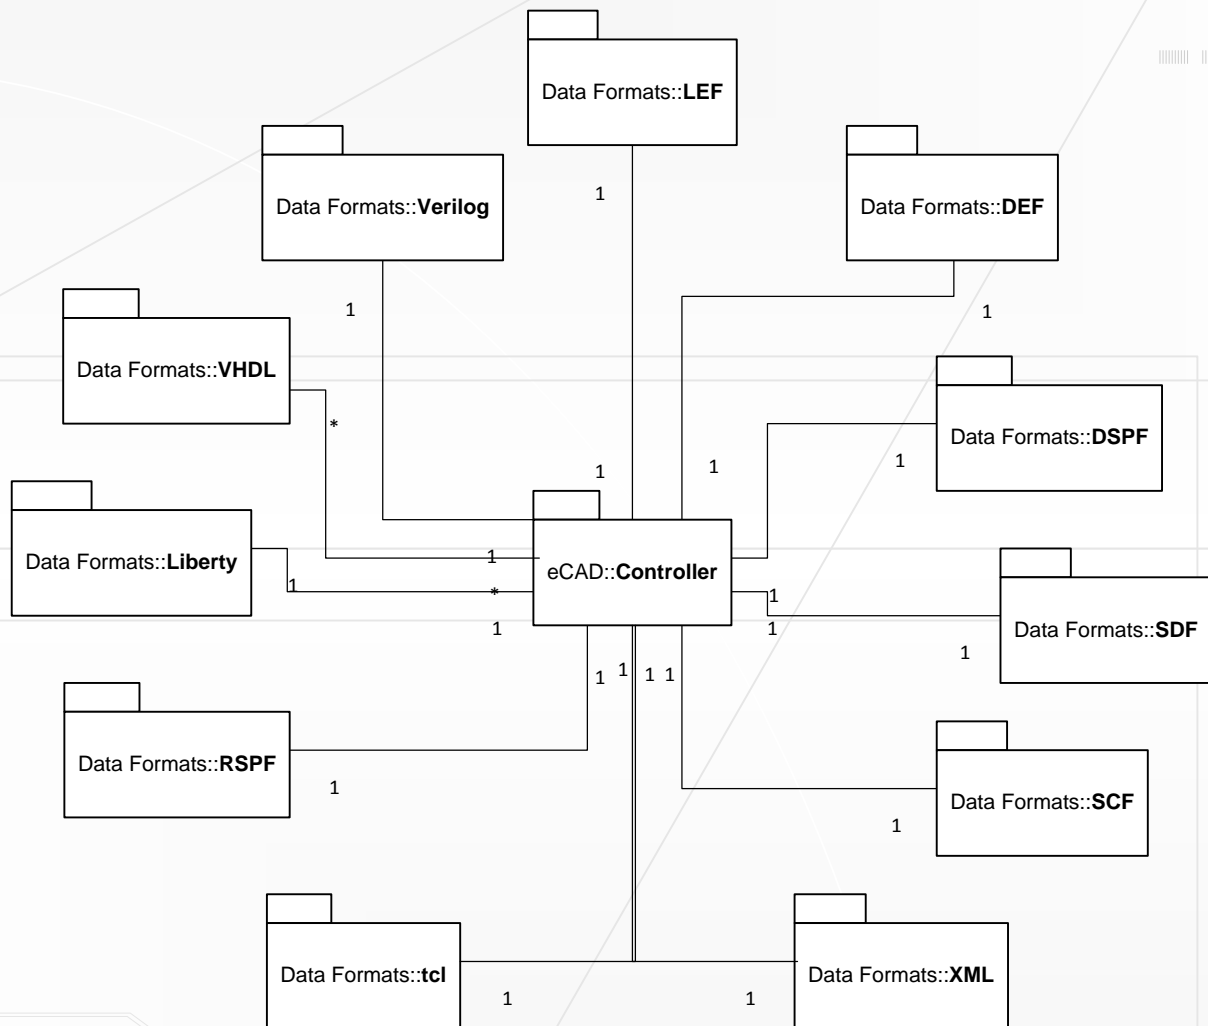 Data Formats::LEF
1
Data Formats::Verilog
Data Formats::DEF
1
1
Data Formats::VHDL
*
Data Formats::DSPF
1
1
1
Data Formats::Liberty
1
1
*
eCAD::Controller
1
1
1
Data Formats::SDF
1
1
1
1
1
Data Formats::RSPF
1
Data Formats::SCF
1
Data Formats::tcl
1
Data Formats::XML
1